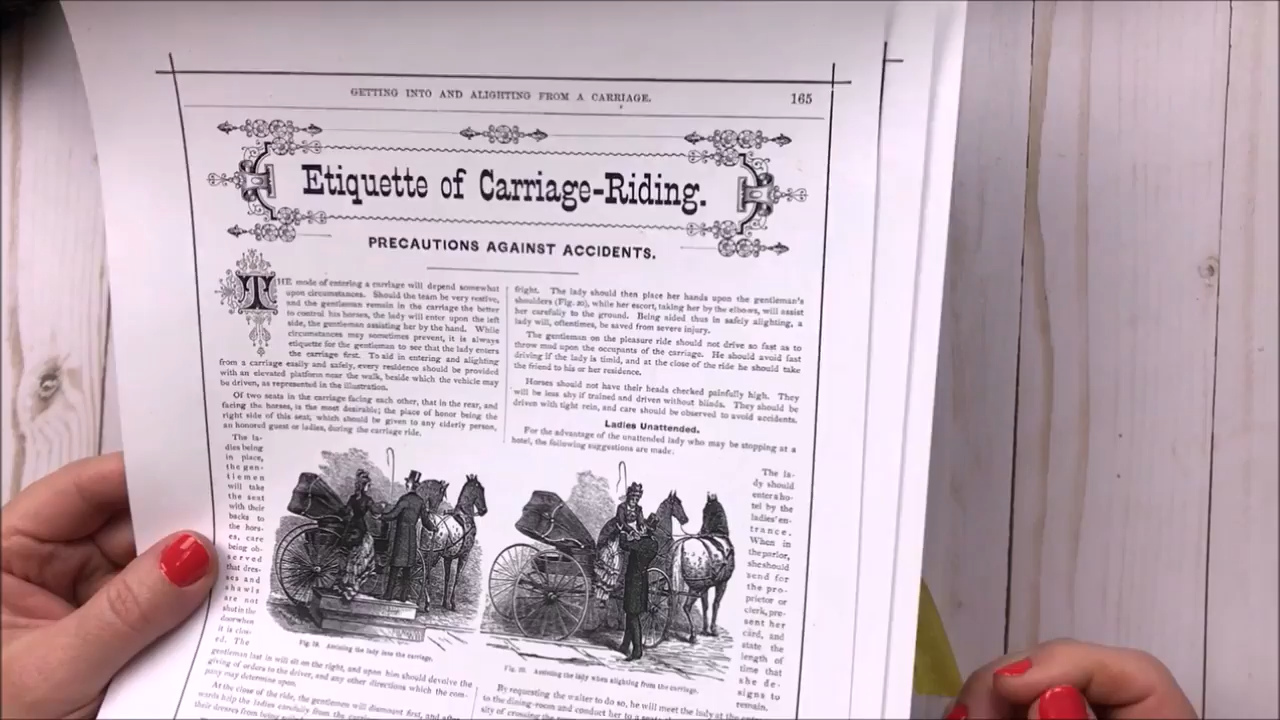 GETTING INTO AND ALIGHTING FROM A CARRIAGE.
165
Etiquette of Carriage-Riding.
PRECAUTIONS AGAINST ACCIDENTS.
THE mode of entering a carriage will depend somewhat
upon circumstances. Should the team be very restive,
and the gentleman remain in the carriage the better
to control his horses, the lady will enter upon the left
side, the gentleman assisting her by the hand. While
circumstances may sometimes prevent, it is always
etiquette for the gentleman to see that the lady enters
the carriage first. To aid in entering and alighting
from a carriage easily and safely, every residence should be provided
with an elevated platform near the walk, beside which the vehicle may
be driven, as represented in the illustration.
Of two seats in the carriage facing each other, that in the rear, and
facing the horses, is the most desirable; the place of honor being the
right side of this seat, which should be given to any elderly person,
an honored guest or ladies, during the carriage ride.
The la-
dies being
in place,
the gen-
tlemen
will take
the seat
with their
backs to
the hors-
es, care
being ob-
served
that dres-
ses and
shawls
are not
shut in the
door when
it is clos-
ed. The
Fig. 19. Assisting the lady into the carriage.
gentleman last in will sit on the right, and upon him should devolve the
giving of orders to the driver, and any other directions which the com-
pany may determine upon.
At the close of the ride, the gentlemen will dismount first, and after-
wards help the ladies carefully from the
their dresses from being
fright. The lady should then place her hands upon the gentleman's
shoulders (Fig. 20), while her escort, taking her by the elbows, will assist
her carefully to the ground. Being aided thus in safely alighting, a
lady will, oftentimes, be saved from severe injury.
The gentleman on the pleasure ride should not drive so fast as to
throw mud upon the occupants of the carriage. He should avoid fast
driving if the lady is timid, and at the close of the ride he should take
the friend to his or her residence.
Horses should not have their heads checked painfully high. They
will be less shy if trained and driven without blinds. They should be
driven with tight rein, and care should be observed to avoid accidents.
Ladies Unattended.
For the advantage of the unattended lady who may be stopping at a
hotel, the following suggestions are made:
The la-
dy should
enter a ho-
tel by the
ladies' en-
trance.
When in
the parlor,
she should
send for
the pro-
prietor or
clerk, pre-
sent her
card, and
state the
length of
time that
she de-
signs to
remain.
Fig. 20. Assisting the lady when alighting from the carriage.
By requesting the waiter to do so, he will meet the lady at the
to the dining-room and conduct her to a seat
sity of crossing the